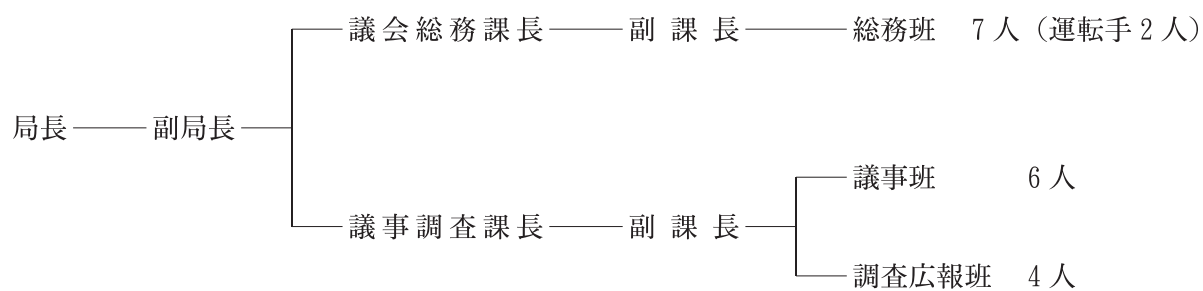 議会総務課長 副課長 総務班 7人（運転手2人）
局長 副局長
議事班 6人
議事調査課長 副課長
調査広報班 4人